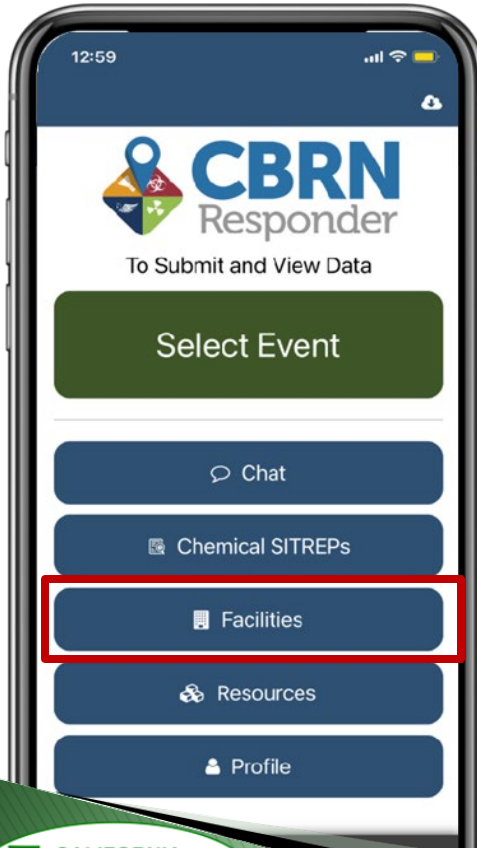 12:59
CBRN
Responder
To Submit and View Data
Select Event
Chat
Chemical SITREPs
Facilities
Resources
Profile